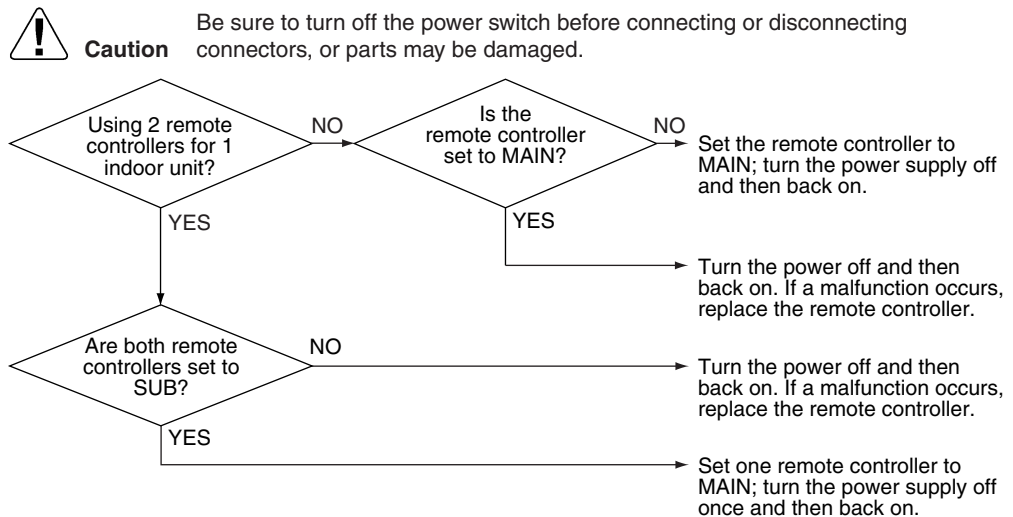 Be sure to turn off the power switch before connecting or disconnecting
Caution connectors, or parts may be damaged.
Using 2 remote
controllers for 1
indoor unit?
NO
Is the
remote controller
set to MAIN?
NO
Set the remote controller to
MAIN; turn the power supply off
and then back on.
YES
YES
Turn the power off and then
back on. If a malfunction occurs,
replace the remote controller.
Are both remote
controllers set to
SUB?
NO
Turn the power off and then
back on. If a malfunction occurs,
replace the remote controller.
YES
Set one remote controller to
MAIN; turn the power supply off
once and then back on.